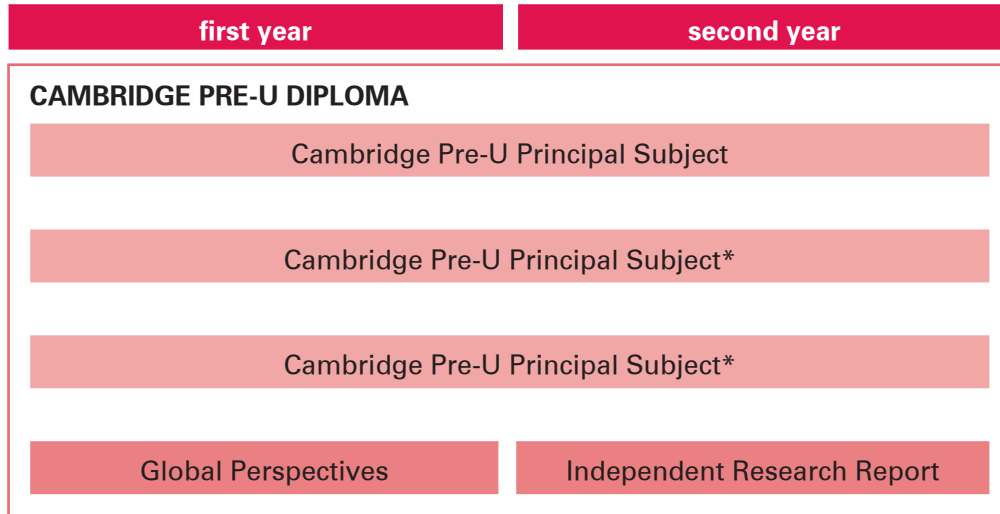 first year
second year
CAMBRIDGE PRE-U DIPLOMA
Cambridge Pre-U Principal Subject
Cambridge Pre-U Principal Subject*
Cambridge Pre-U Principal Subject*
Global Perspectives
Independent Research Report